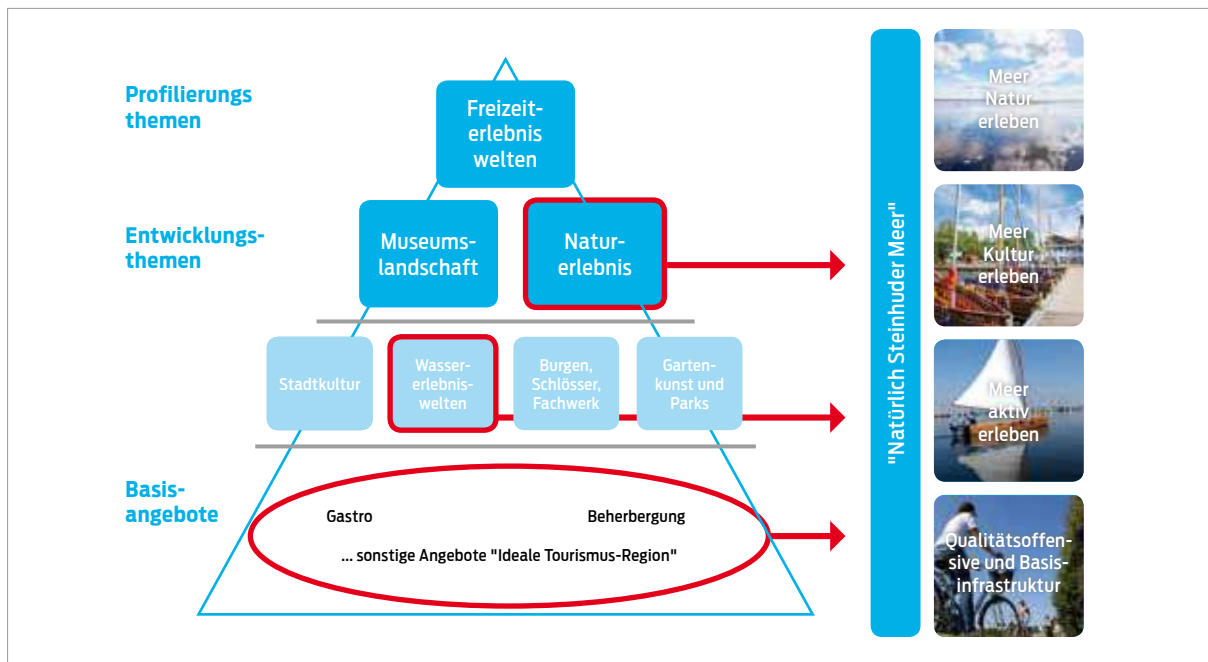 Profilierungs
themen
Freizeit-
erlebnis
welten
Entwicklungs-
themen
Museums-
landschaft
Natur-
erlebnis
Stadtkultur
Wasser-
erlebnis-
welten
Burgen,
Schlösser,
Fachwerk
Garten-
kunst und
Parks
Basis-
angebote
Gastro
Beherbergung
... sonstige Angebote "Ideale Tourismus-Region"
"Natürlich Steinhuder Meer"
Meer
Natur
erleben
Meer
Kultur
erleben
Meer
aktiv
erleben
Qualitätsoffen-
sive und Basis-
infrastruktur